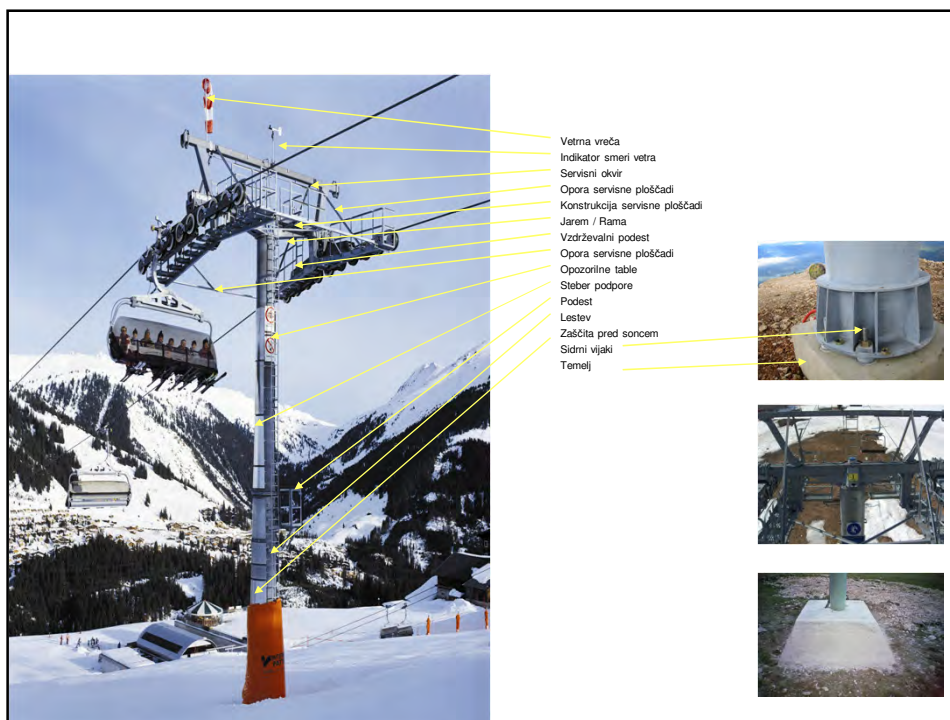 Vetrna vreča
Indikator smeri vetra
Servisni okvir
Opora servisne ploščadi
Konstrukcija servisne ploščadi
Jarem / Rama
Vzdrževalni podest
Opora servisne ploščadi
Opozorilne table
Steber podpore
Podest
Lestev
Zaščita pred soncem
Sidrni vijaki
Temelj